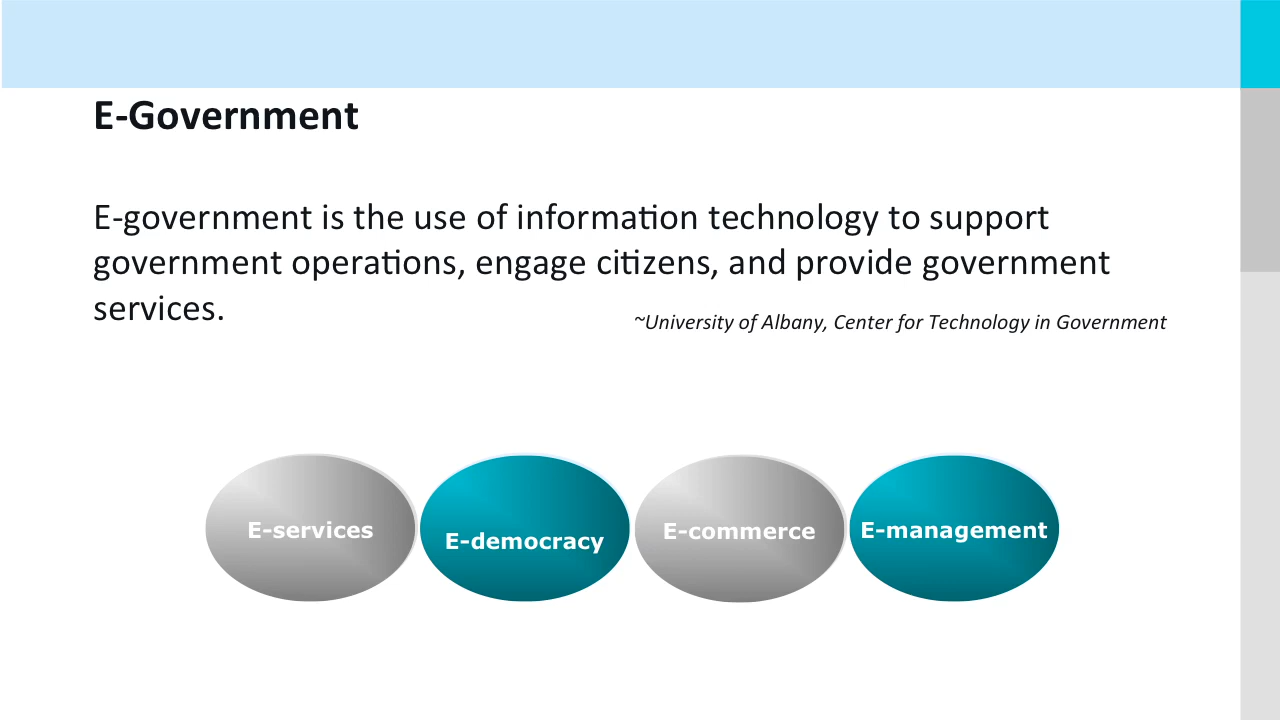 E-Government
E-government is the use of information technology to support
government operations, engage citizens, and provide government
services.
~University of Albany, Center for Technology in Government
E-services
E-democracy
E-commerce
E-management